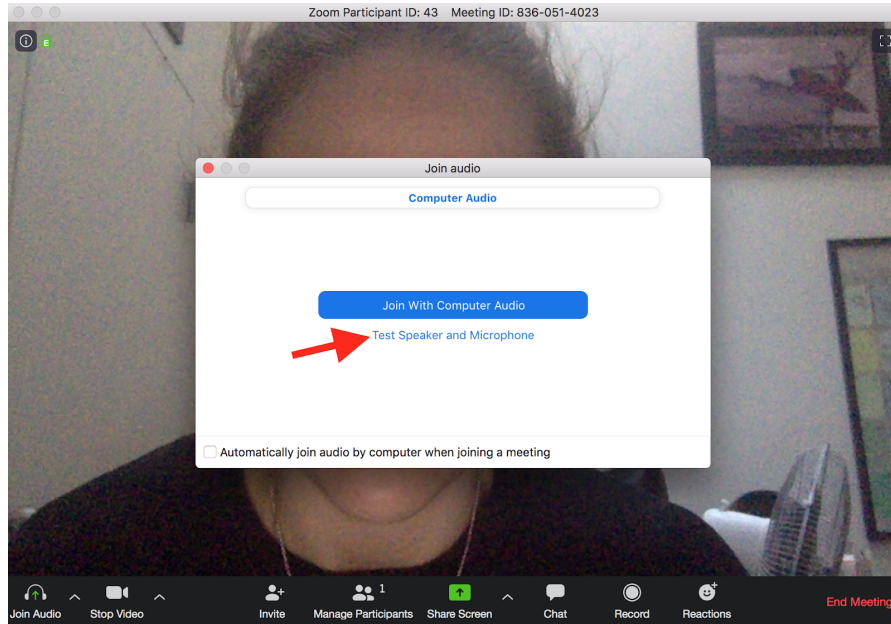 Zoom Participant ID: 43 Meeting ID: 836-051-4023
E
Join audio
Computer Audio
Join With Computer Audio
Test Speaker and Microphone
Automatically join audio by computer when joining a meeting
1
Join Audio Stop Video Invite Manage Participants Share Screen Chat Record Reactions End Meeting